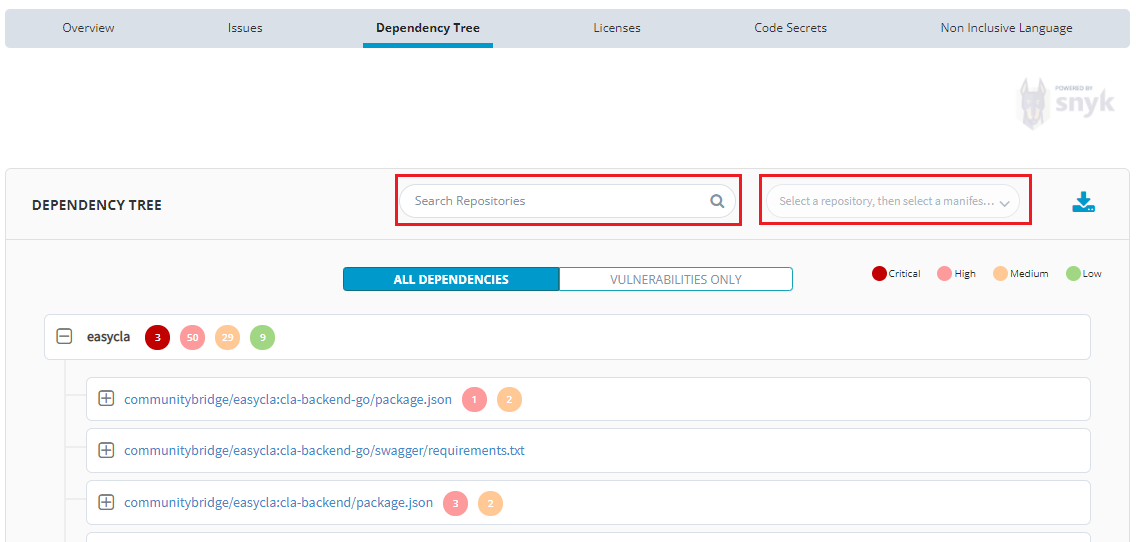 Overview Issues Dependency Tree Licenses Code Secrets Non Inclusive Language
POWERED BY
snyk
DEPENDENCY TREE Search Repositories Select a repository, then select a manifes...
ALL DEPENDENCIES VULNERABILITIES ONLY Critical High Medium Low
easycla 3 50 29 9
communitybridge/easycla:cla-backend-go/package.json 1 2
communitybridge/easycla:cla-backend-go/swagger/requirements.txt
communitybridge/easycla:cla-backend/package.json 3 2